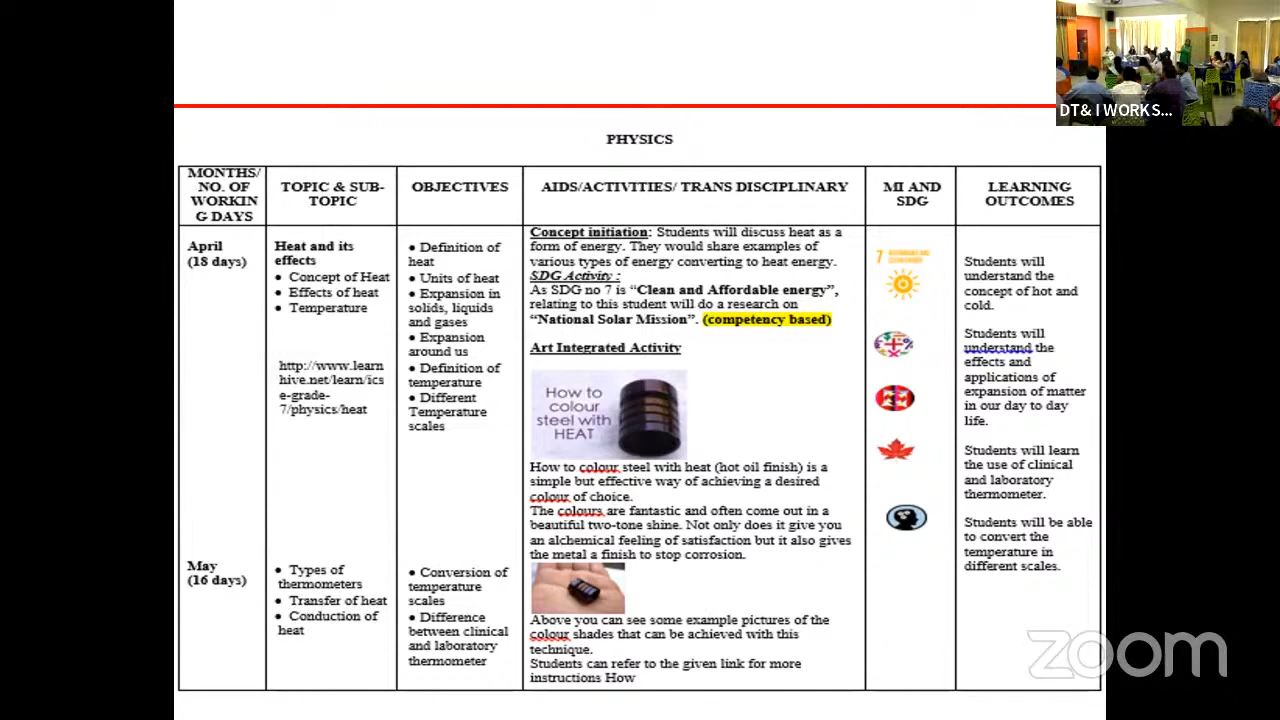 DT& I WORKS...
PHYSICS
MONTHS/
NO. OF
WORKIN
G DAYS
TOPIC & SUB-
TOPIC
OBJECTIVES
AIDS/ACTIVITIES/ TRANS DISCIPLINARY
MI AND
SDG
LEARNING
OUTCOMES
April
(18 days)
Heat and its
effects
• Concept of Heat
• Effects of heat
• Temperature
http://www.learn
hive.net/learn/ics
e-grade-
7/physics/heat
• Definition of
heat
• Units of heat
• Expansion in
solids, liquids
and gases
• Expansion
around us
• Definition of
temperature
• Different
Temperature
scales
Concept initiation: Students will discuss heat as a
form of energy. They would share examples of
various types of energy converting to heat energy.
SDG Activity :
As SDG no 7 is “Clean and Affordable energy”,
relating to this student will do a research on
“National Solar Mission”. (competency based)
Art Integrated Activity
How to
colour
steel with
HEAT
How to colour steel with heat (hot oil finish) is a
simple but effective way of achieving a desired
colour of choice.
The colours are fantastic and often come out in a
beautiful two-tone shine. Not only does it give you
an alchemical feeling of satisfaction but it also gives
the metal a finish to stop corrosion.
7
Students will
understand the
concept of hot and
cold.
Students will
understand the
effects and
applications of
expansion of matter
in our day to day
life.
Students will learn
the use of clinical
and laboratory
thermometer.
Students will be able
to convert the
temperature in
different scales.
May
(16 days)
• Types of
thermometers
• Transfer of heat
• Conduction of
heat
• Conversion of
temperature
scales
• Difference
between clinical
and laboratory
thermometer
Above you can see some example pictures of the
colour shades that can be achieved with this
technique.
Students can refer to the given link for more
instructions How
zoom